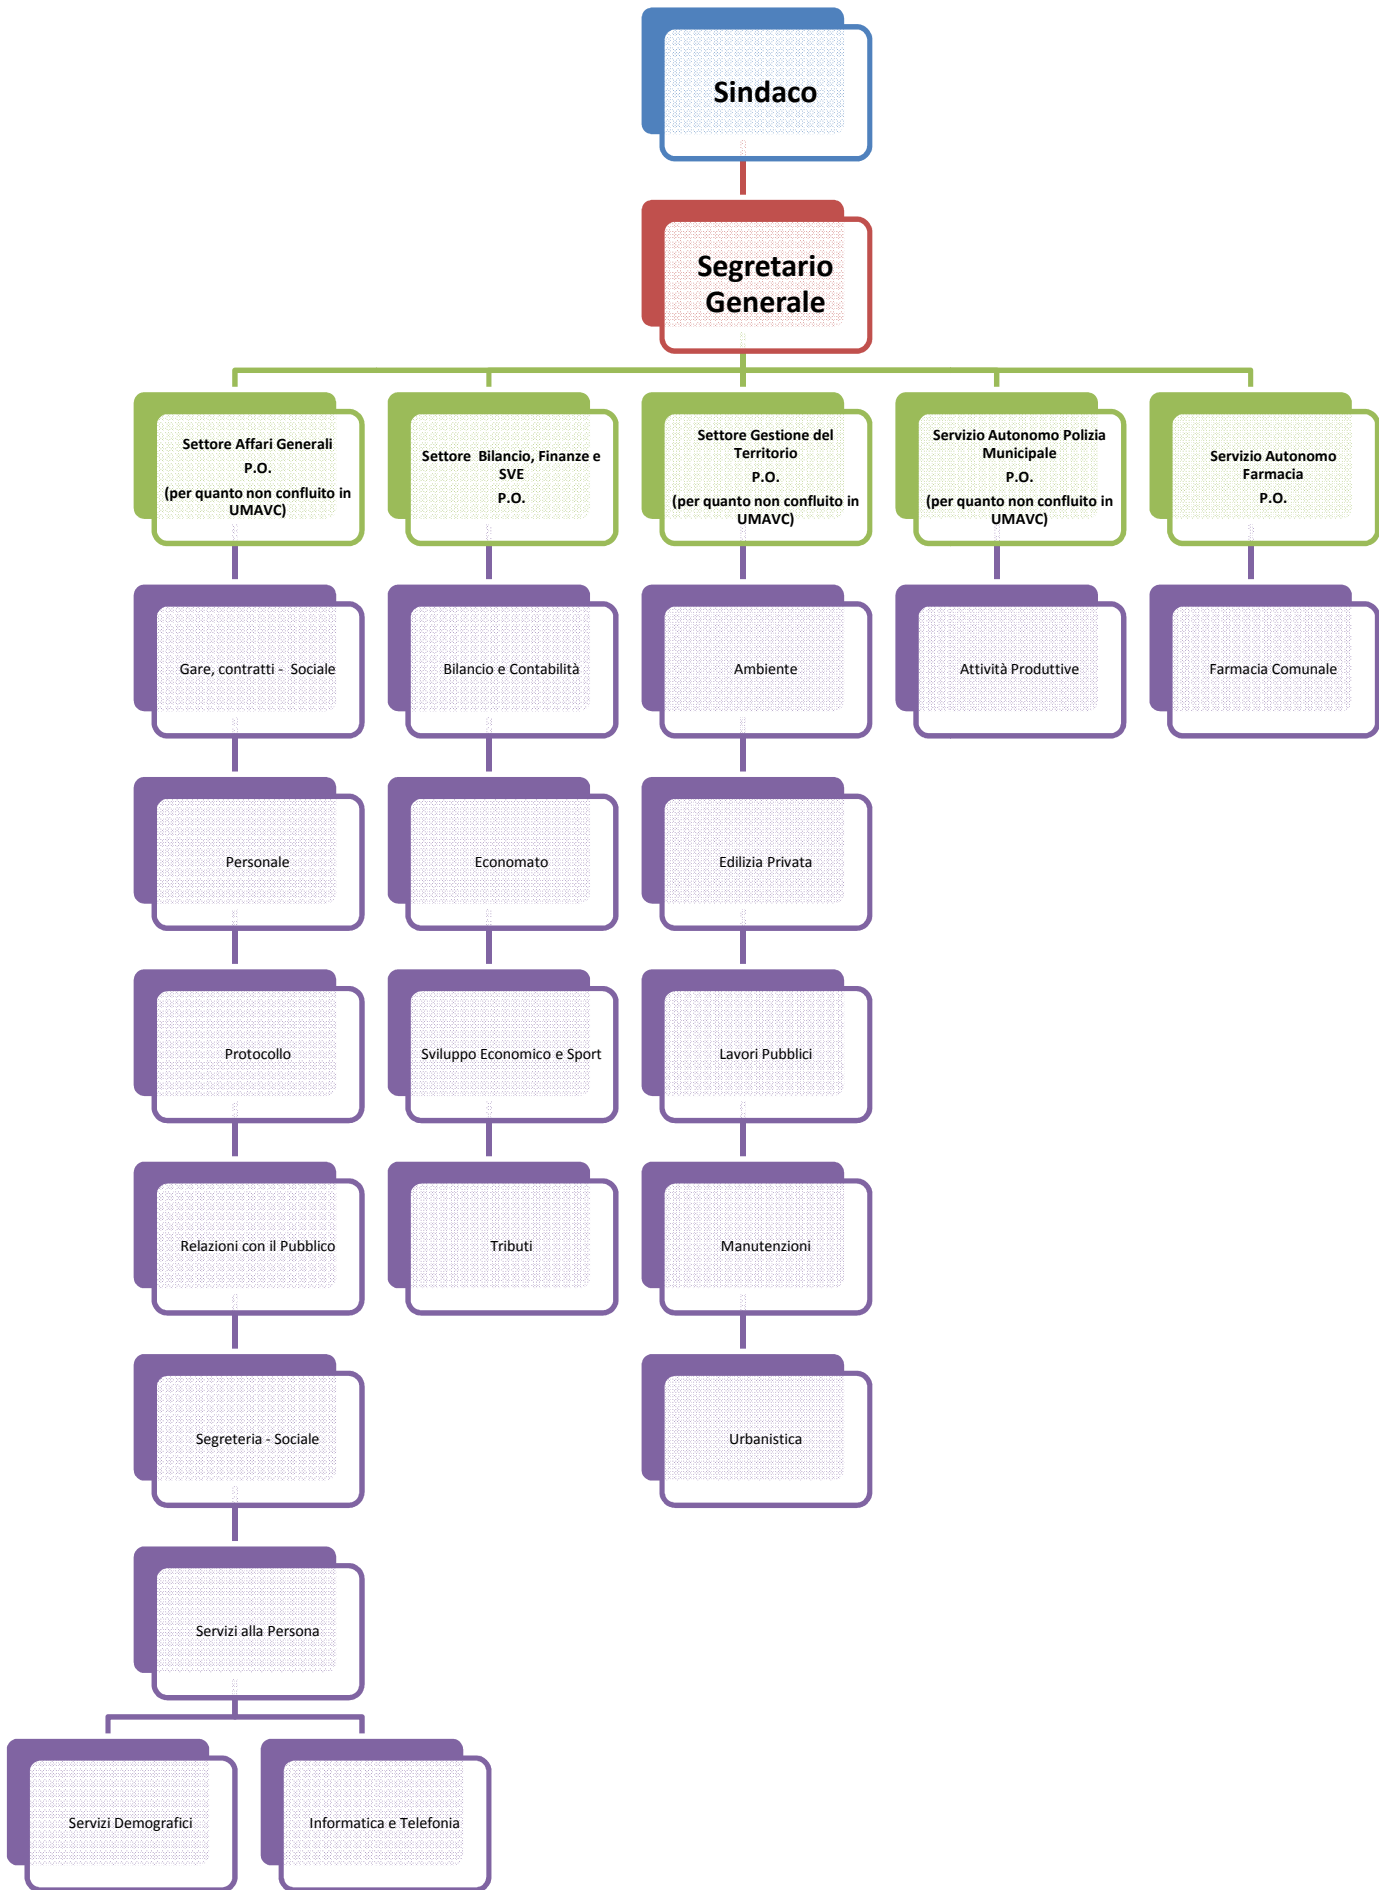 Sindaco
Segretario
Generale
Settore Affari Generali
P.O.
(per quanto non confluito in
UMAVC)
Settore  Bilancio, Finanze e
SVE
P.O.
Settore Gestione del
Territorio
P.O.
(per quanto non confluito in
UMAVC)
Servizio Autonomo Polizia
Municipale
P.O.
(per quanto non confluito in
UMAVC)
Servizio Autonomo
Farmacia
P.O.
Gare, contratti -  Sociale
Bilancio e Contabilità
Ambiente
Attività Produttive
Farmacia Comunale
Personale
Economato
Edilizia Privata
Protocollo
Sviluppo Economico e Sport
Lavori Pubblici
Relazioni con il Pubblico
Tributi
Manutenzioni
Segreteria - Sociale
Urbanistica
Servizi alla Persona
Servizi Demografici
Informatica e Telefonia